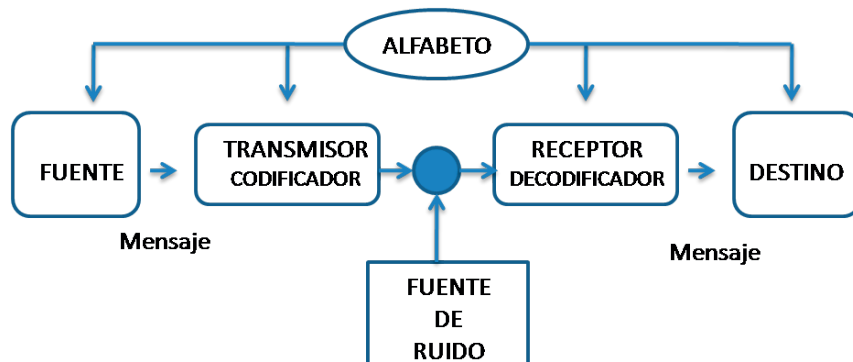 ALFABETO
FUENTE
TRANSMISOR
CODIFICADOR
RECEPTOR
DECODIFICADOR
DESTINO
Mensaje
Mensaje
FUENTE
DE
RUIDO